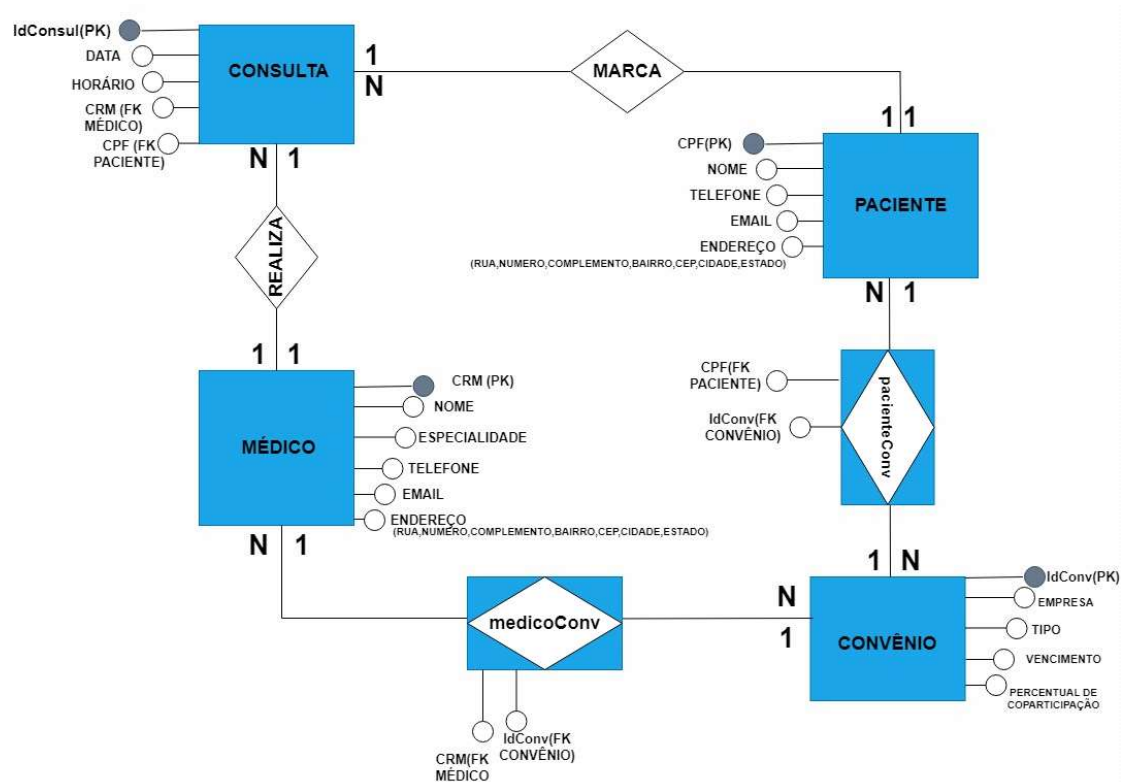 IdConsul(PK)
DATA
HORÁRIO
CRM (FK
MÉDICO)
CPF (FK
PACIENTE)
CONSULTA
1
N
MARCA
1 1
CPF(PK)
NOME
TELEFONE
EMAIL
ENDEREÇO
(RUA,NUMERO,COMPLEMENTO,BAIRRO,CEP,CIDADE,ESTADO)
PACIENTE
N 1
REALIZA
1 1
N 1
CPF(FK
PACIENTE)
IdConv(FK
CONVÊNIO)
pacienteConv
1 N
MÉDICO
CRM (PK)
NOME
ESPECIALIDADE
TELEFONE
EMAIL
ENDEREÇO
(RUA,NUMERO,COMPLEMENTO,BAIRRO,CEP,CIDADE,ESTADO)
N 1
medicoConv
CRM(FK
MÉDICO
IdConv(FK
CONVÊNIO)
N
1
CONVÊNIO
IdConv(PK)
EMPRESA
TIPO
VENCIMENTO
PERCENTUAL DE
COPARTICIPAÇÃO